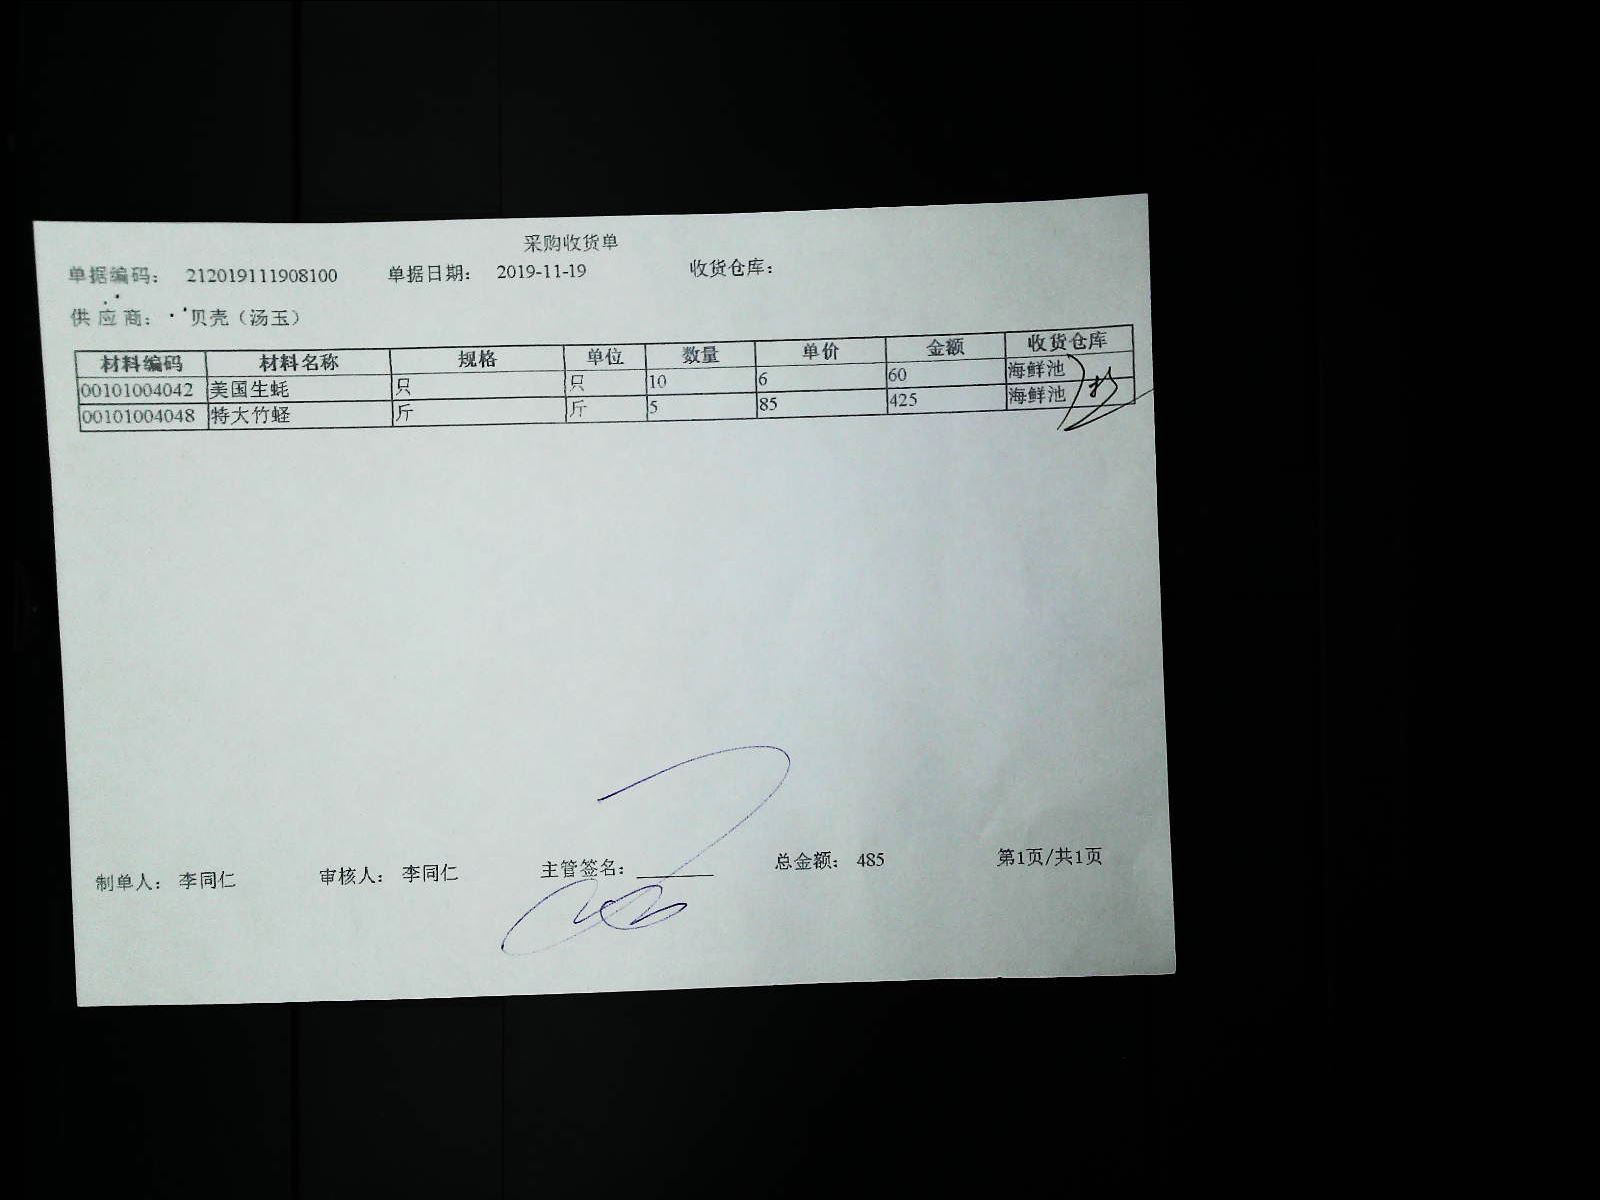 采购收货单
单据编码： 212019111908100 单据日期： 2019-11-19 收货仓库：
供应商： 贝壳（汤玉）
材料编码 材料名称 规格 单位 数量 单价 金额 收货仓库
00101004042 美国生蚝 只 只 10 6 60 海鲜池
00101004048 特大竹蛏 斤 斤 5 85 425 海鲜池
制单人： 李同仁 审核人： 李同仁 主管签名： 总金额： 485 第1页/共1页